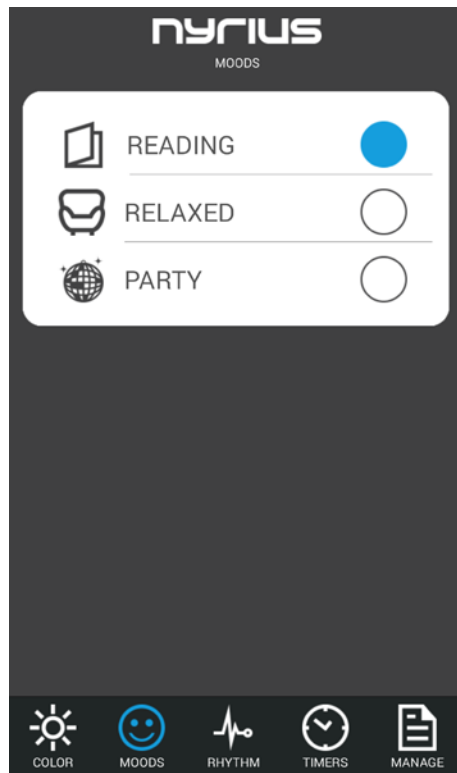 nyrius
MOODS
READING
RELAXED
PARTY
COLOR MOODS RHYTHM TIMERS MANAGE